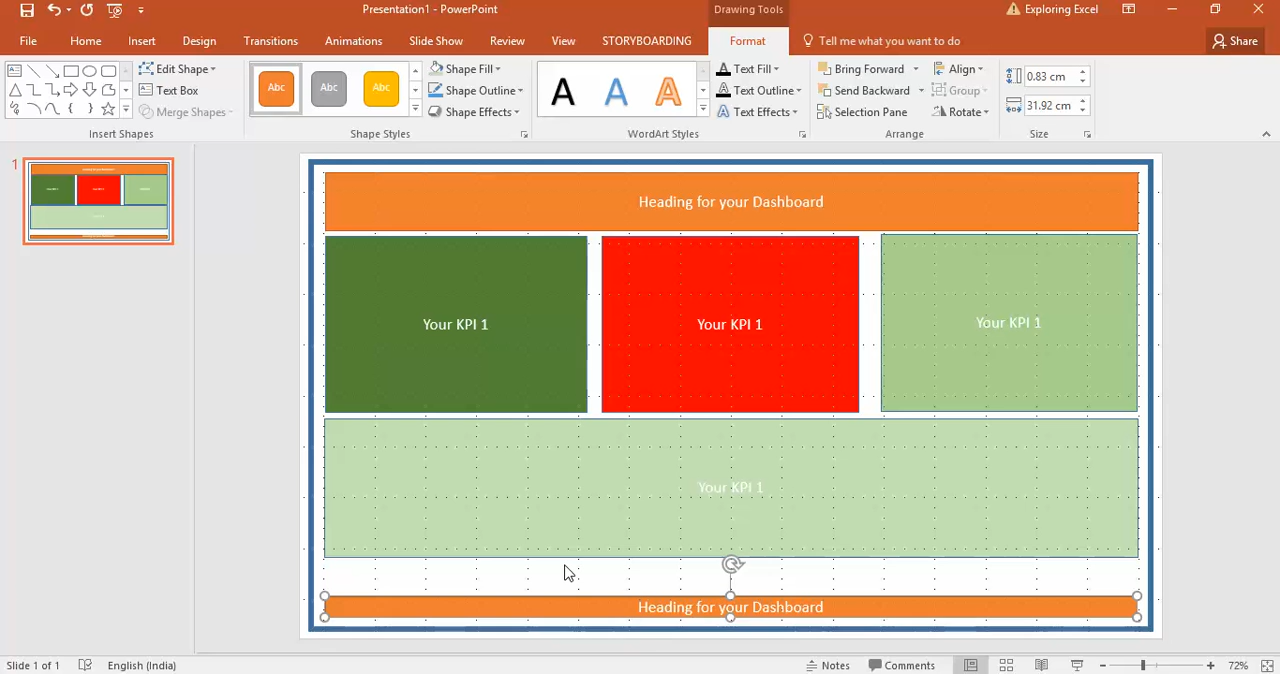 Presentation1 - PowerPoint
Drawing Tools
Exploring Excel
File Home Insert Design Transitions Animations Slide Show Review View STORYBOARDING Format Tell me what you want to do Share
Edit Shape
Text Box
Merge Shapes
Insert Shapes
Abc Abc Abc
Shape Fill
Shape Outline
Shape Effects
Shape Styles
A A A
Text Fill
Text Outline
Text Effects
WordArt Styles
Bring Forward
Send Backward
Selection Pane
Align
Group
Rotate
Arrange
0.83 cm
31.92 cm
Size
1
Heading for your Dashboard
Your KPI 1 Your KPI 1 Your KPI 1
Your KPI 1
Heading for your Dashboard
Slide 1 of 1 English (India) Notes Comments 72%